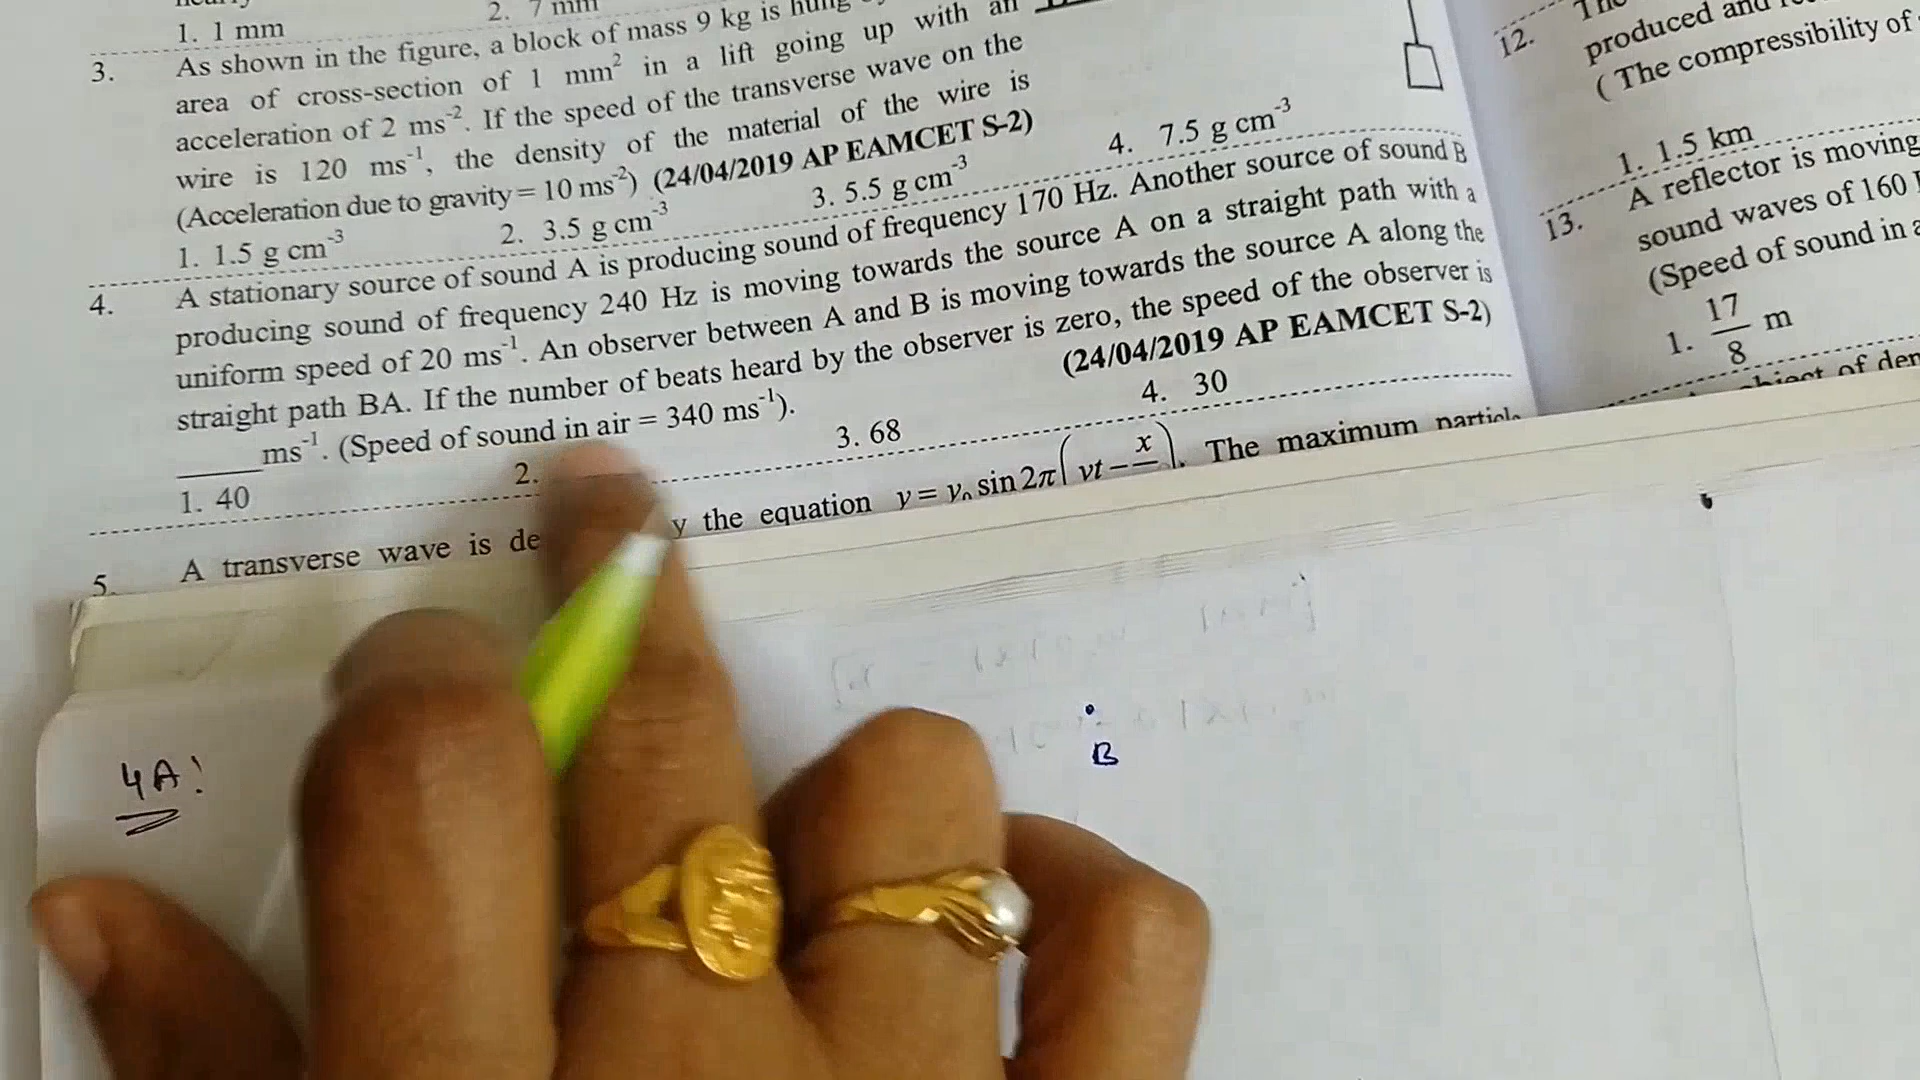 1. 1 mm
2. 7 mm
3. As shown in the figure, a block of mass 9 kg is hung
area of cross-section of 1 mm² in a lift going up with an
acceleration of 2 ms⁻². If the speed of the transverse wave on the
wire is 120 ms⁻¹, the density of the material of the wire is
(Acceleration due to gravity = 10 ms⁻²) (24/04/2019 AP EAMCET S-2)
1. 1.5 g cm⁻³ 2. 3.5 g cm⁻³ 3. 5.5 g cm⁻³ 4. 7.5 g cm⁻³
4. A stationary source of sound A is producing sound of frequency 170 Hz. Another source of sound B
producing sound of frequency 240 Hz is moving towards the source A on a straight path with a
uniform speed of 20 ms⁻¹. An observer between A and B is moving towards the source A along the
straight path BA. If the number of beats heard by the observer is zero, the speed of the observer is
____ ms⁻¹. (Speed of sound in air = 340 ms⁻¹). (24/04/2019 AP EAMCET S-2)
1. 40 2. 3. 68 4. 30
5. A transverse wave is de y the equation y = y₀ sin 2π(νt − x . The maximum
12.
produced and
( The compressibility of
1. 1.5 km
13. A reflector is moving
sound waves of 160
(Speed of sound in
1. 17/8 m
of den
4A!
B